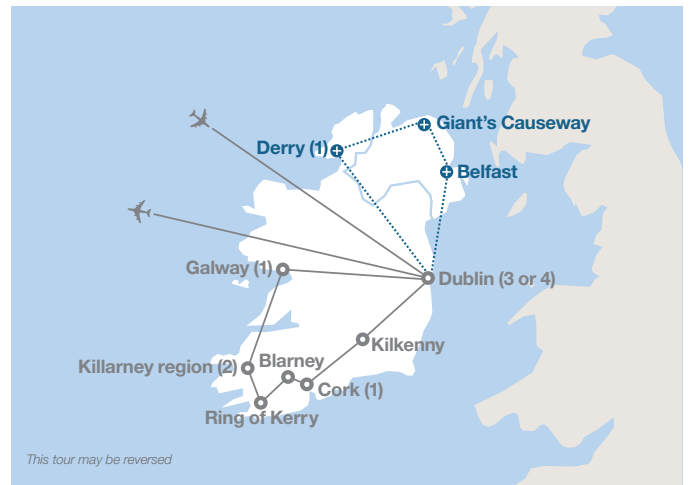 Giant’s Causeway
Derry (1)
Belfast
Galway (1)
Dublin (3 or 4)
Kilkenny
Blarney
Killarney region (2)
Cork (1)
Ring of Kerry
This tour may be reversed